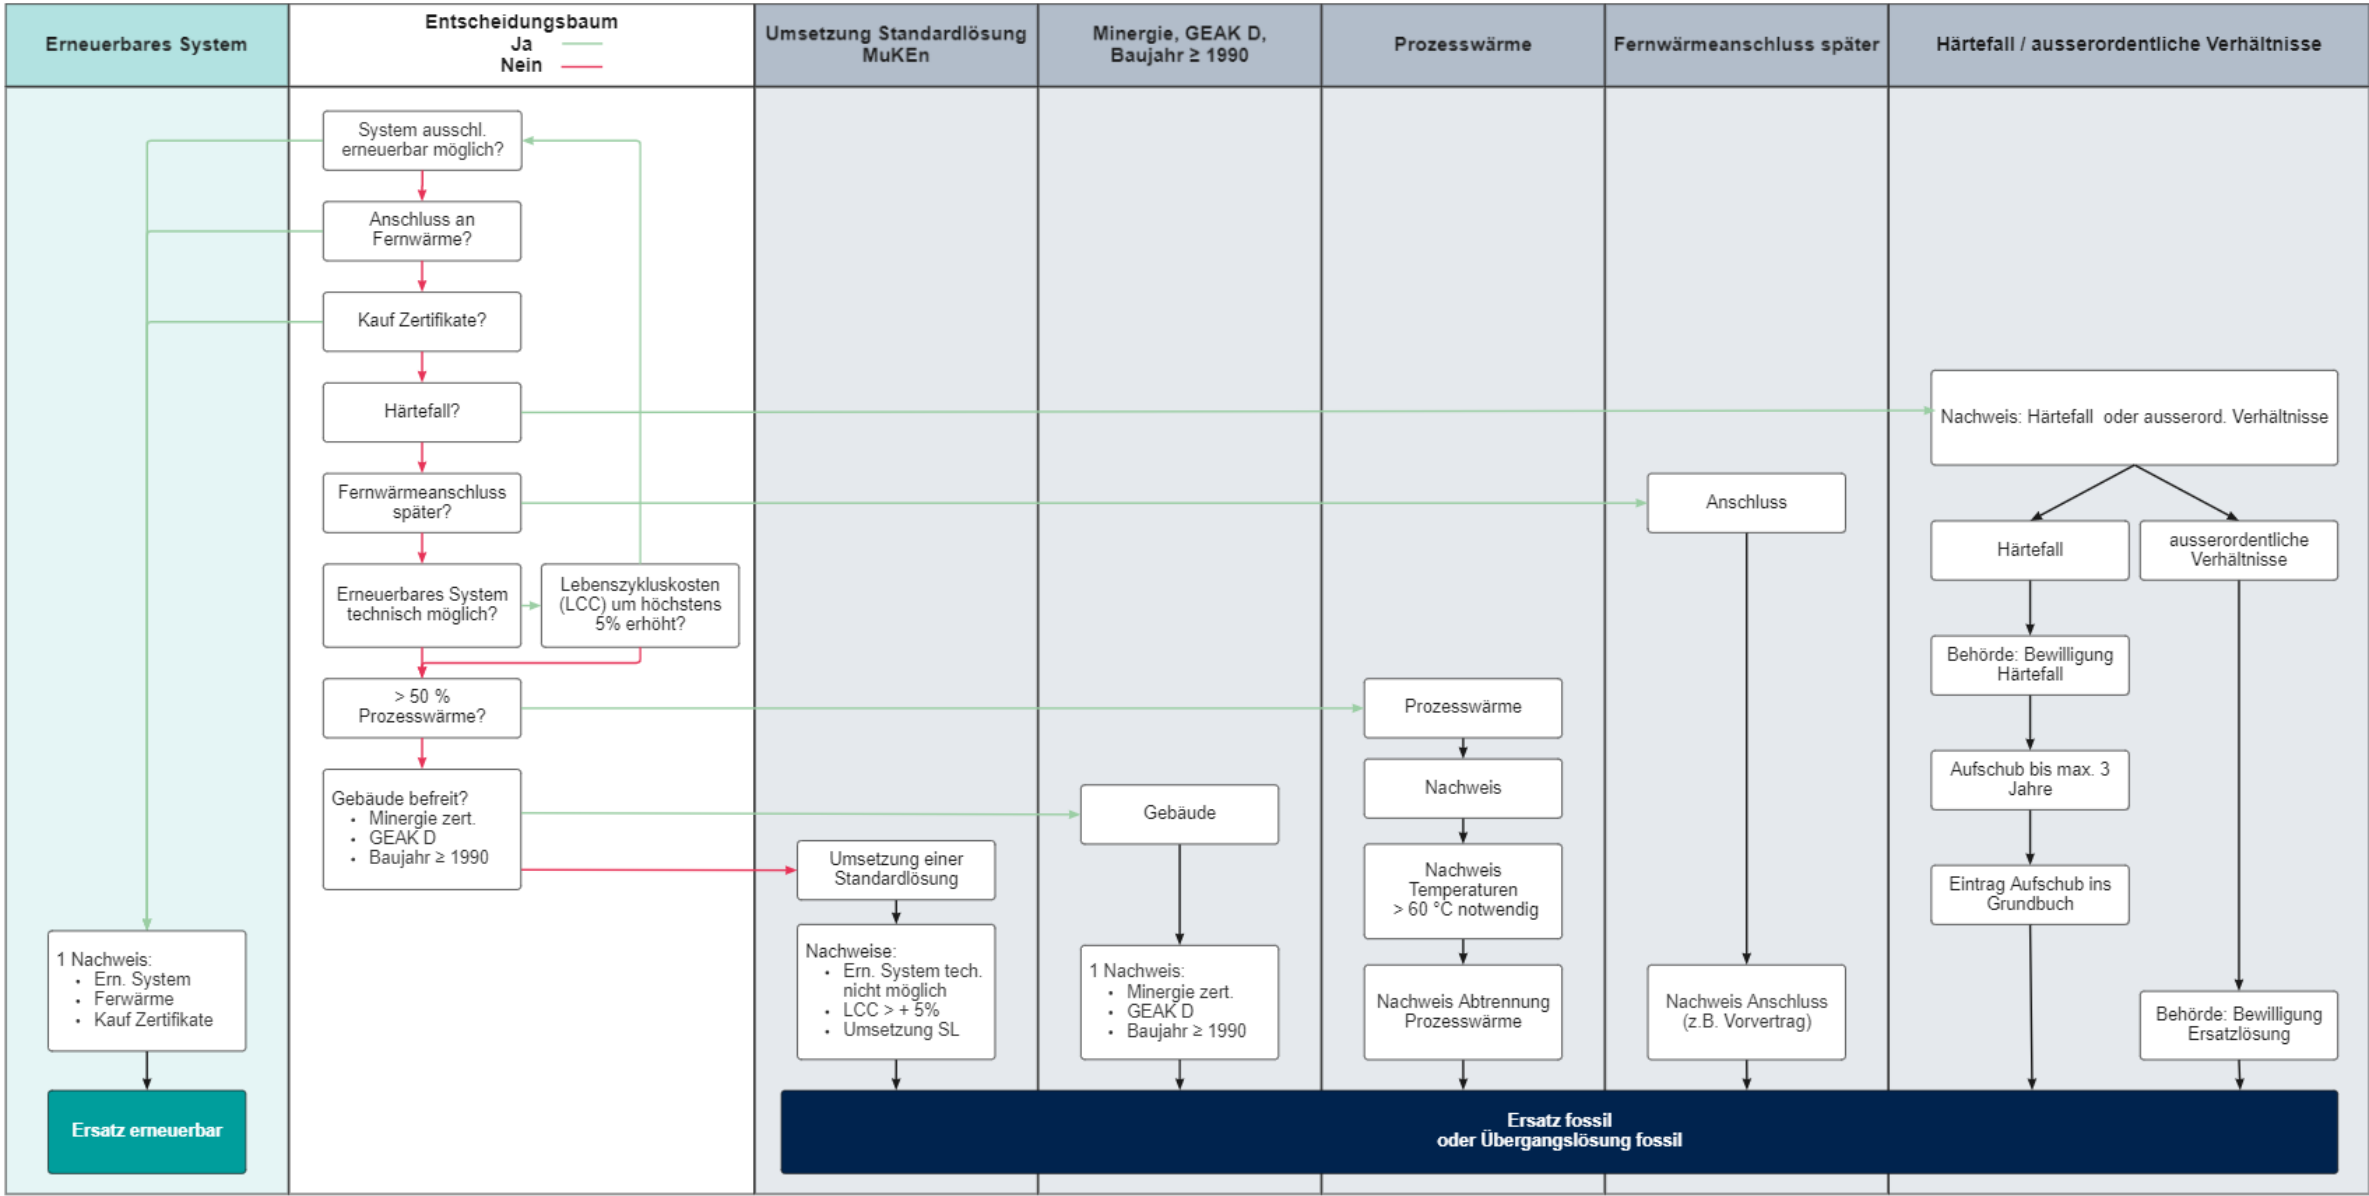 Erneuerbares System
Entscheidungsbaum
Ja
Nein
Umsetzung Standardlösung
MuKEn
Minergie, GEAK D,
Baujahr ≥ 1990
Prozesswärme
Fernwärmeanschluss später
Härtefall / ausserordentliche Verhältnisse
System ausschl.
erneuerbar möglich?
Anschluss an
Fernwärme?
Kauf Zertifikate?
Härtefall?
Fernwärmeanschluss
später?
Erneuerbares System
technisch möglich?
Lebenszykluskosten
(LCC) um höchstens
5% erhöht?
> 50 %
Prozesswärme?
Gebäude befreit?
• Minergie zert.
• GEAK D
• Baujahr ≥ 1990
1 Nachweis:
• Ern. System
• Ferwärme
• Kauf Zertifikate
Ersatz erneuerbar
Umsetzung einer
Standardlösung
Nachweise:
• Ern. System tech.
nicht möglich
• LCC > + 5%
• Umsetzung SL
Gebäude
1 Nachweis:
• Minergie zert.
• GEAK D
• Baujahr ≥ 1990
Prozesswärme
Nachweis
Nachweis
Temperaturen
> 60 °C notwendig
Nachweis Abtrennung
Prozesswärme
Anschluss
Nachweis Anschluss
(z.B. Vorvertrag)
Nachweis: Härtefall oder ausserord. Verhältnisse
Härtefall
ausserordentliche
Verhältnisse
Behörde: Bewilligung
Härtefall
Aufschub bis max. 3
Jahre
Eintrag Aufschub ins
Grundbuch
Behörde: Bewilligung
Ersatzlösung
Ersatz fossil
oder Übergangslösung fossil